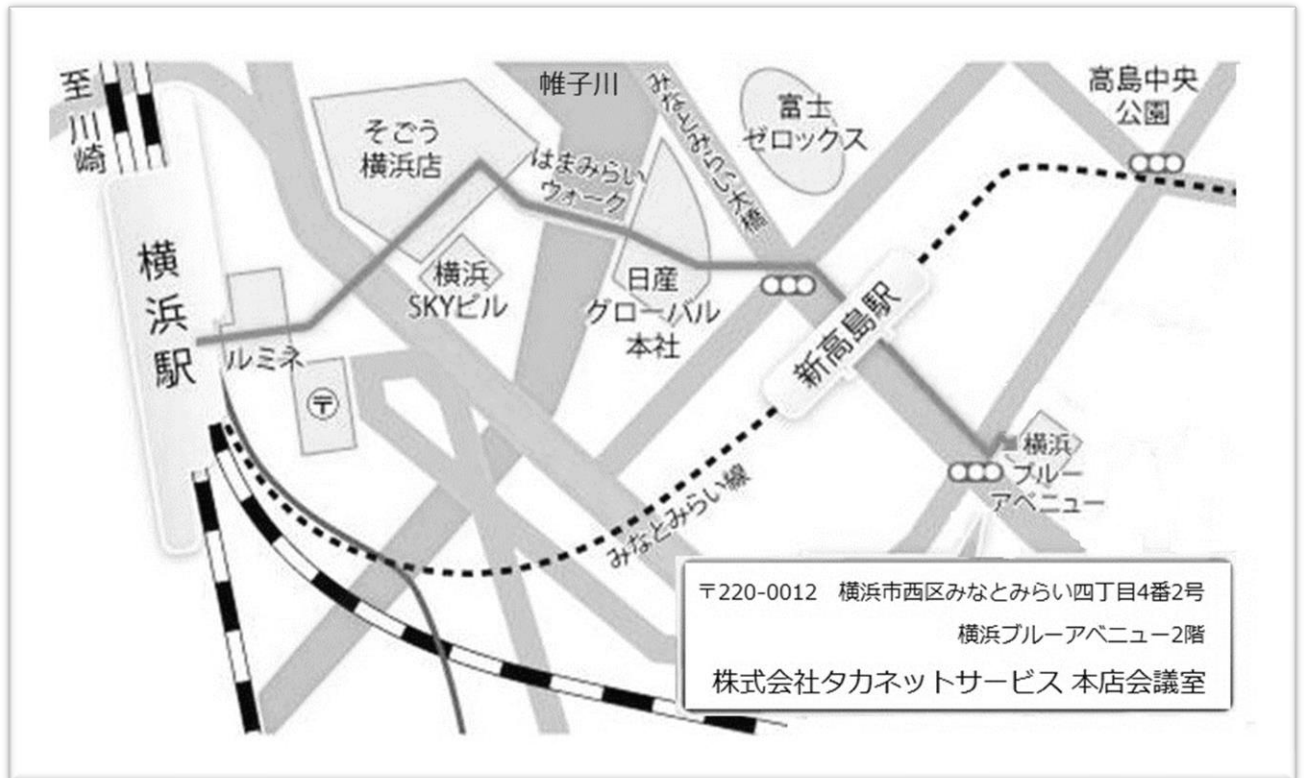 至川崎
帷子川
みなとみらい大橋
富士
ゼロックス
高島中央
公園
そごう
横浜店
はまみらい
ウォーク
横浜駅
横浜
SKYビル
日産
グローバル
本社
新高島駅
ルミネ
〒
横浜
ブルー
アベニュー
みなとみらい線
〒220-0012 横浜市西区みなとみらい四丁目4番2号
横浜ブルーアベニュー2階
株式会社タカネットサービス 本店会議室